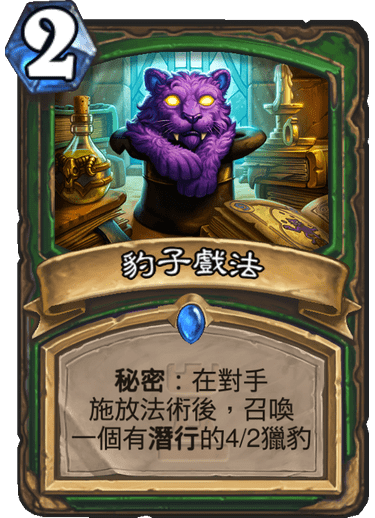 2
豹子戲法
秘密：在對手
施放法術後，召喚
一個有潛行的4/2獵豹